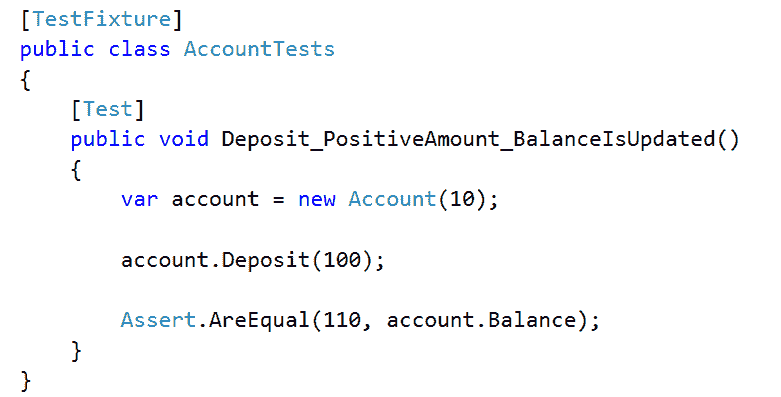 [TestFixture]
public class AccountTests
{
    [Test]
    public void Deposit_PositiveAmount_BalanceIsUpdated()
    {
        var account = new Account(10);

        account.Deposit(100);

        Assert.AreEqual(110, account.Balance);
    }
}